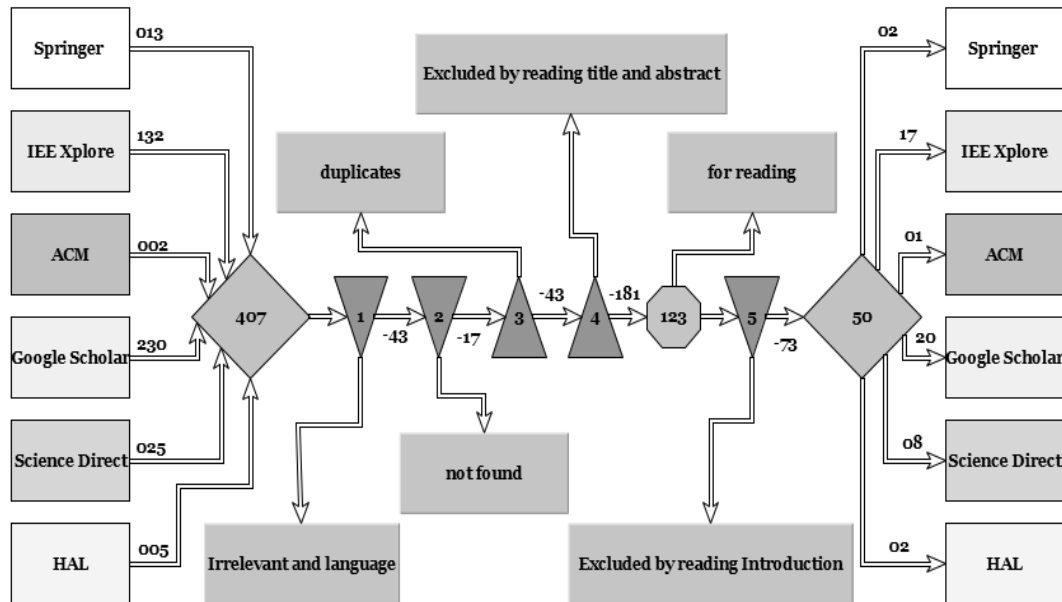 Springer
013
IEE Xplore
132
ACM
002
Google Scholar
230
Science Direct
025
HAL
005
407
1
-43
Irrelevant and language
2
-17
not found
3
-43
duplicates
4
-181
Excluded by reading title and abstract
123
for reading
5
-73
Excluded by reading Introduction
50
02
Springer
17
IEE Xplore
01
ACM
20
Google Scholar
08
Science Direct
02
HAL